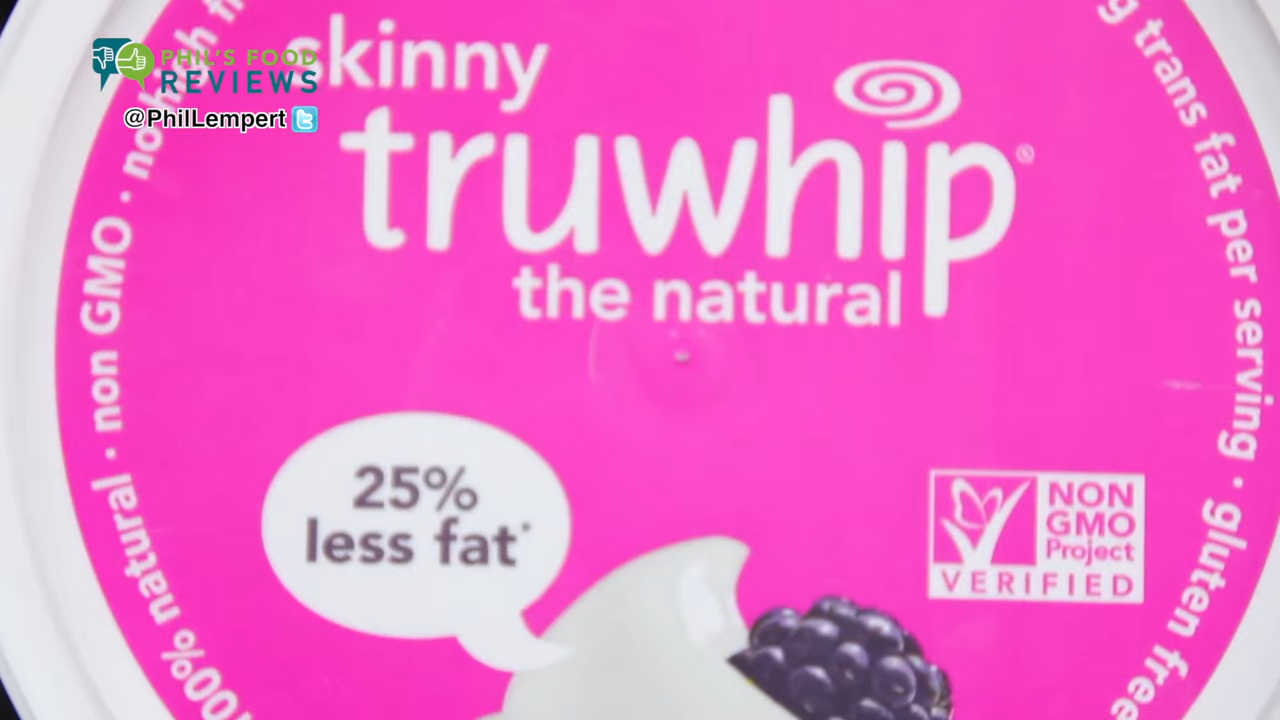 PHIL'S FOOD
REVIEWS
@PhilLempert
skinny
truwhip®
the natural
25%
less fat*
NON
GMO
Project
VERIFIED
100% natural · non GMO · no
g trans fat per serving · gluten free